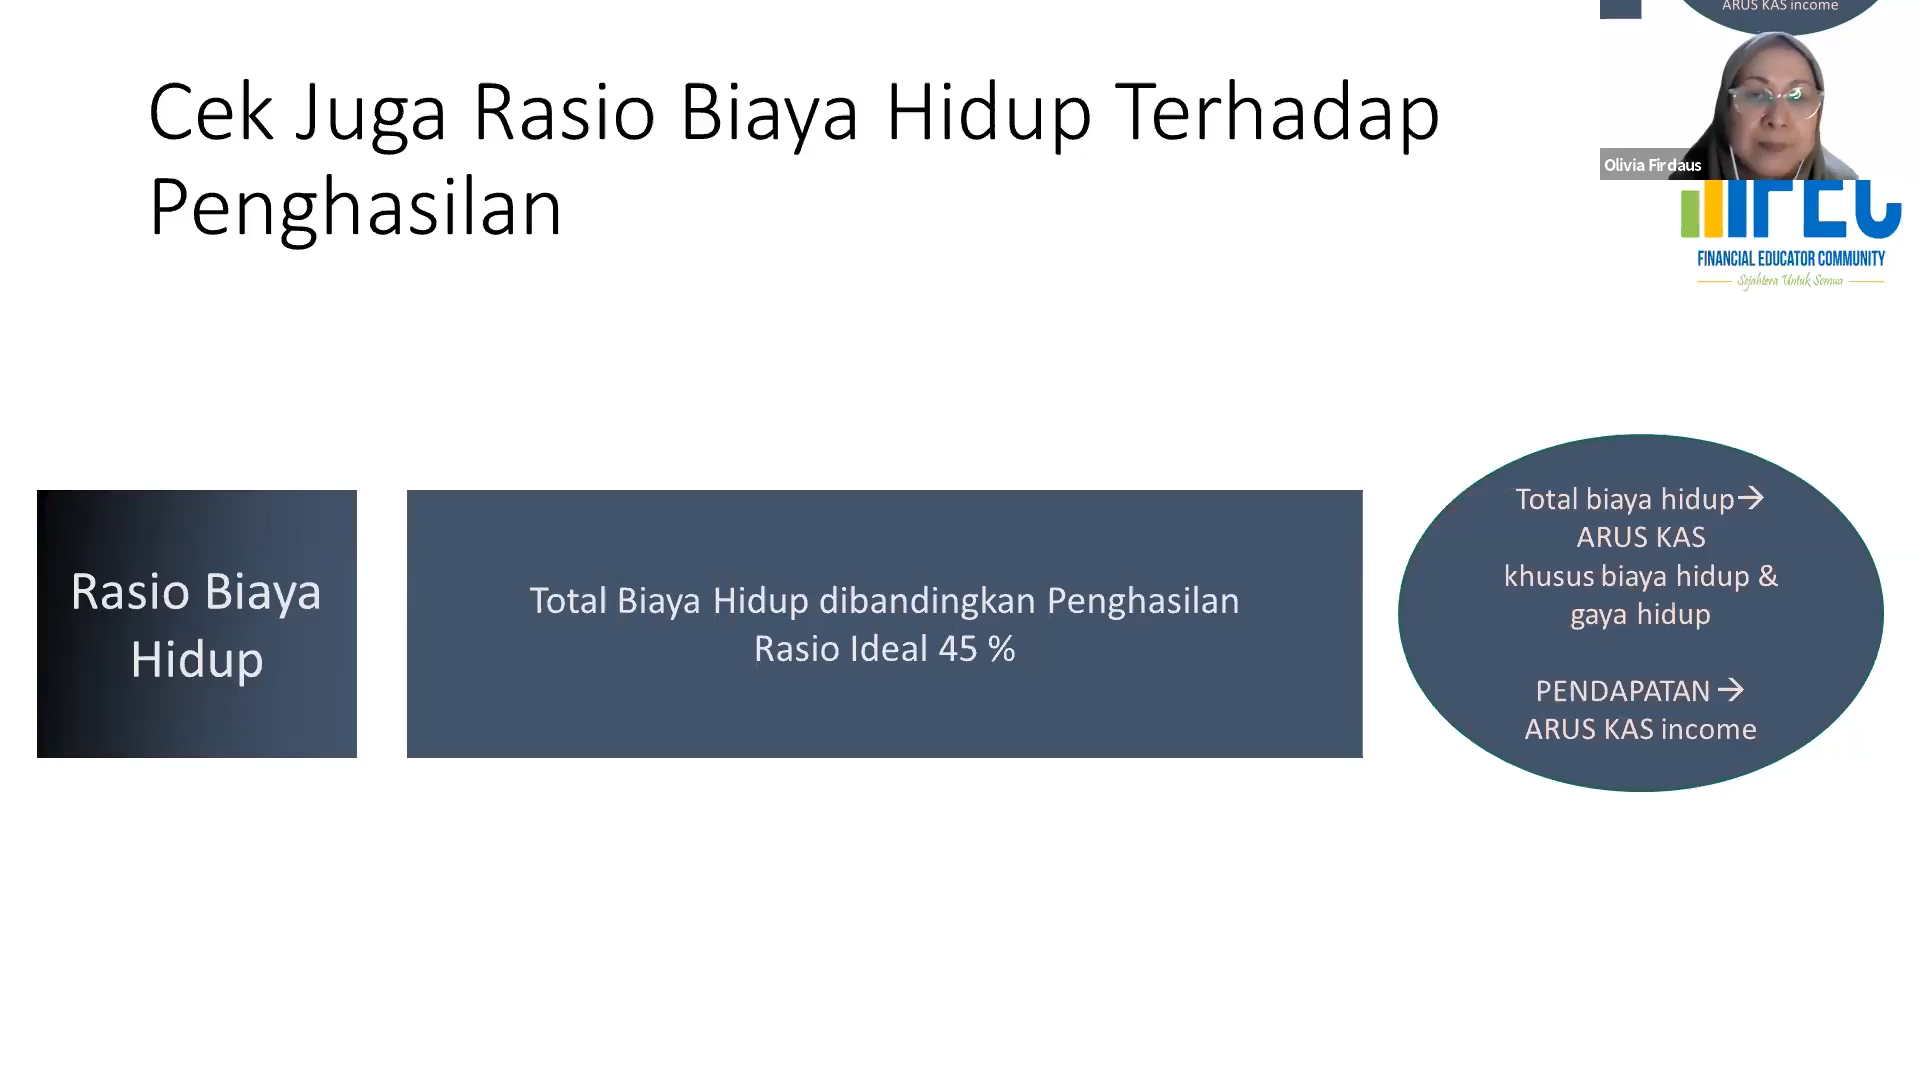 ARUS KAS income
Cek Juga Rasio Biaya Hidup Terhadap
Penghasilan
Olivia Firdaus
IFEC
FINANCIAL EDUCATOR COMMUNITY
Sejahtera Untuk Semua
Rasio Biaya
Hidup
Total Biaya Hidup dibandingkan Penghasilan
Rasio Ideal 45 %
Total biaya hidup→
ARUS KAS
khusus biaya hidup &
gaya hidup
PENDAPATAN →
ARUS KAS income